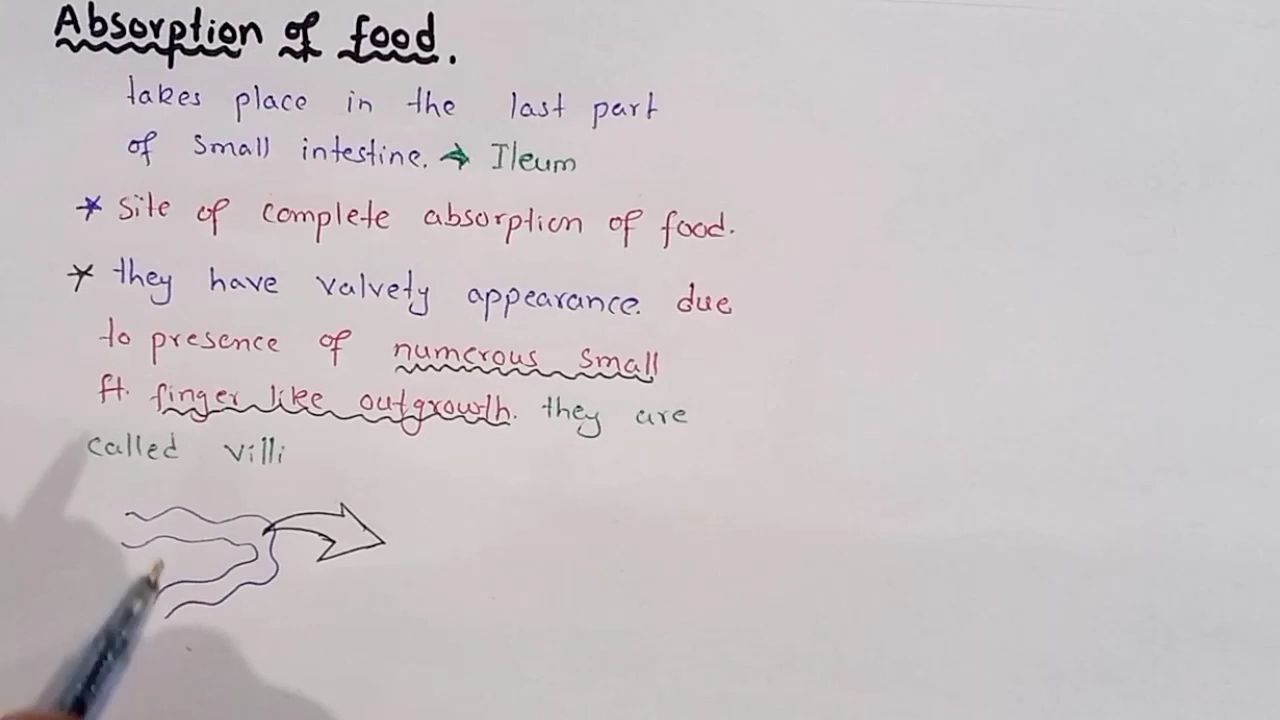 Absorption of food.
takes place in the last part
of small intestine. → Ileum
* Site of complete absorption of food.
* they have valvety appearance. due
to presence of numerous small
ft. finger like outgrowth. they are
called villi